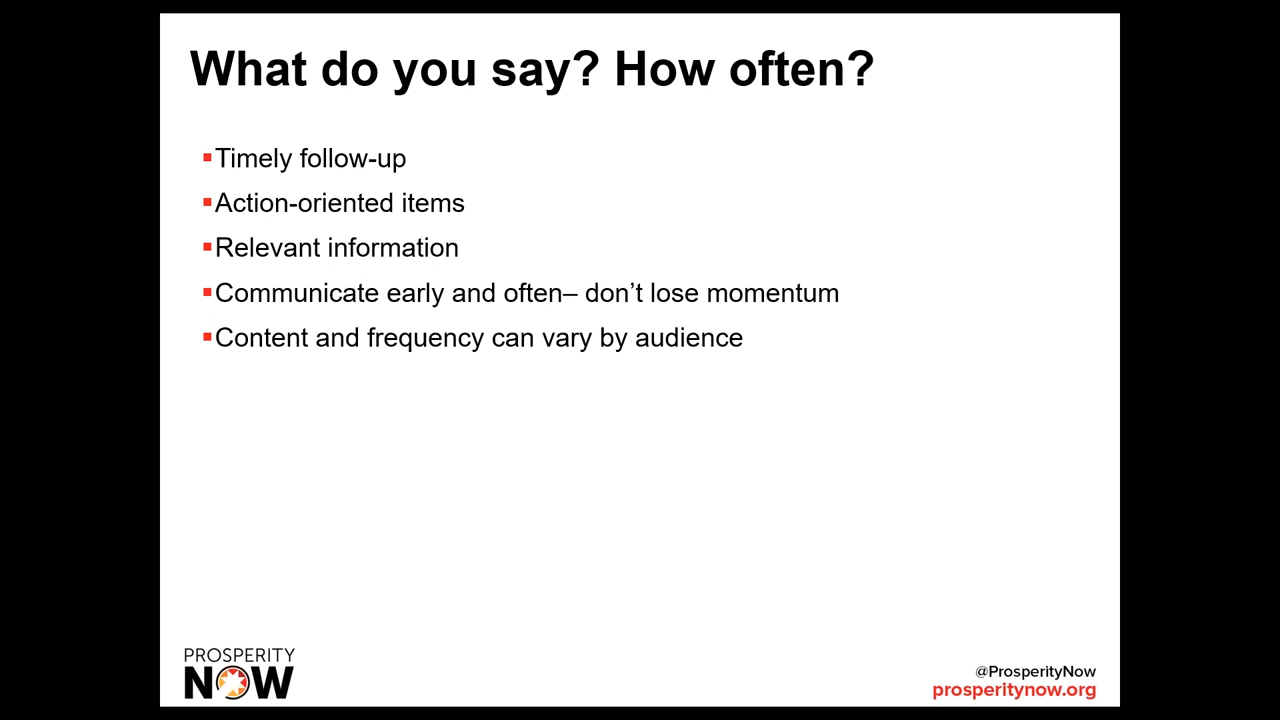 What do you say? How often?
▪Timely follow-up
▪Action-oriented items
▪Relevant information
▪Communicate early and often– don’t lose momentum
▪Content and frequency can vary by audience
PROSPERITY
NOW
@ProsperityNow
prosperitynow.org